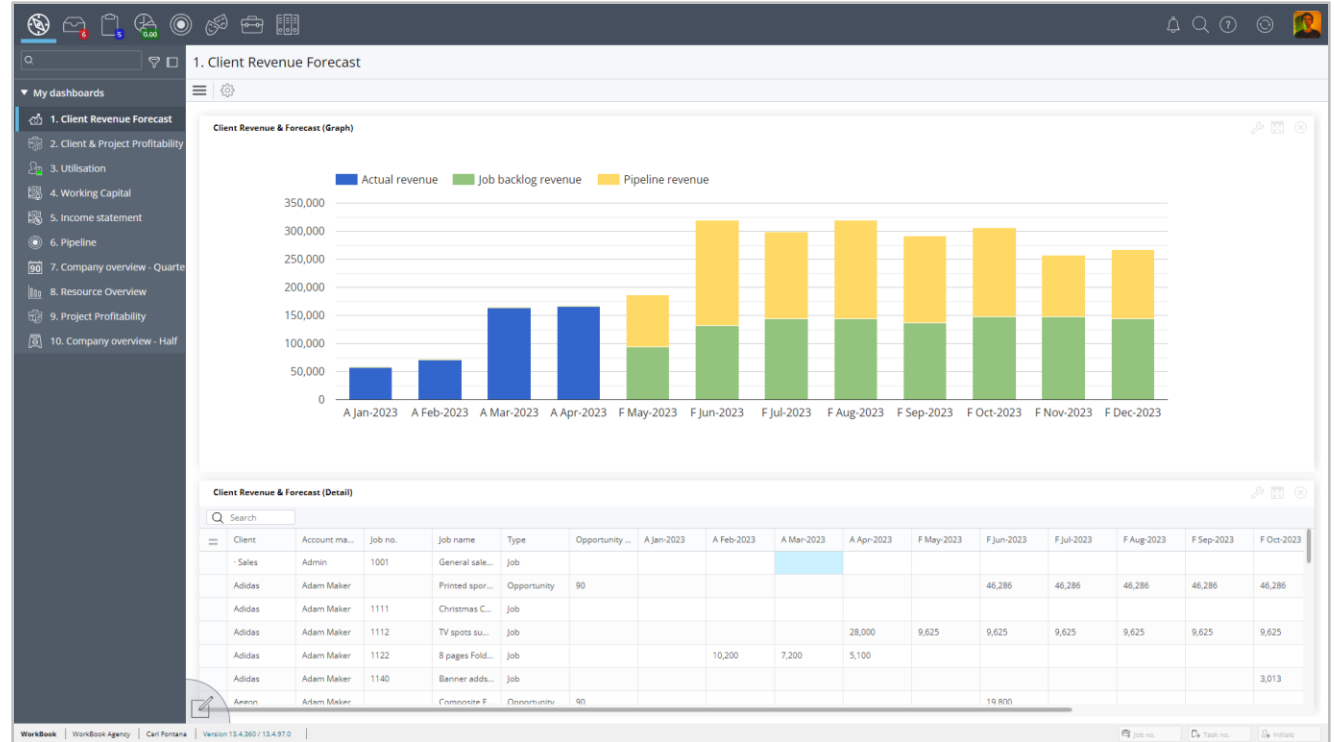 6
5
0.00
1. Client Revenue Forecast
▼ My dashboards
1. Client Revenue Forecast
2. Client & Project Profitability
3. Utilisation
4. Working Capital
5. Income statement
6. Pipeline
90 7. Company overview - Quarte
8. Resource Overview
9. Project Profitability
10. Company overview - Half
Client Revenue & Forecast (Graph)
Actual revenue Job backlog revenue Pipeline revenue
350,000
300,000
250,000
200,000
150,000
100,000
50,000
0
A Jan-2023 A Feb-2023 A Mar-2023 A Apr-2023 F May-2023 F Jun-2023 F Jul-2023 F Aug-2023 F Sep-2023 F Oct-2023 F Nov-2023 F Dec-2023
Client Revenue & Forecast (Detail)
Search
Client Account ma... Job no. Job name Type Opportunity ... A Jan-2023 A Feb-2023 A Mar-2023 A Apr-2023 F May-2023 F Jun-2023 F Jul-2023 F Aug-2023 F Sep-2023 F Oct-2023
· Sales Admin 1001 General sale... Job
Adidas Adam Maker Printed spor... Opportunity 90 46,286 46,286 46,286 46,286 46,286
Adidas Adam Maker 1111 Christmas C... Job
Adidas Adam Maker 1112 TV spots su... Job 28,000 9,625 9,625 9,625 9,625 9,625 9,625
Adidas Adam Maker 1122 8 pages Fold... Job 10,200 7,200 5,100
Adidas Adam Maker 1140 Banner adds... Job 3,013
Aegon Adam Maker Composite F... Opportunity 90 19,800
WorkBook WorkBook Agency Carl Fontana Version 13.4.360 / 13.4.97.0 Job no. Task no. Initials